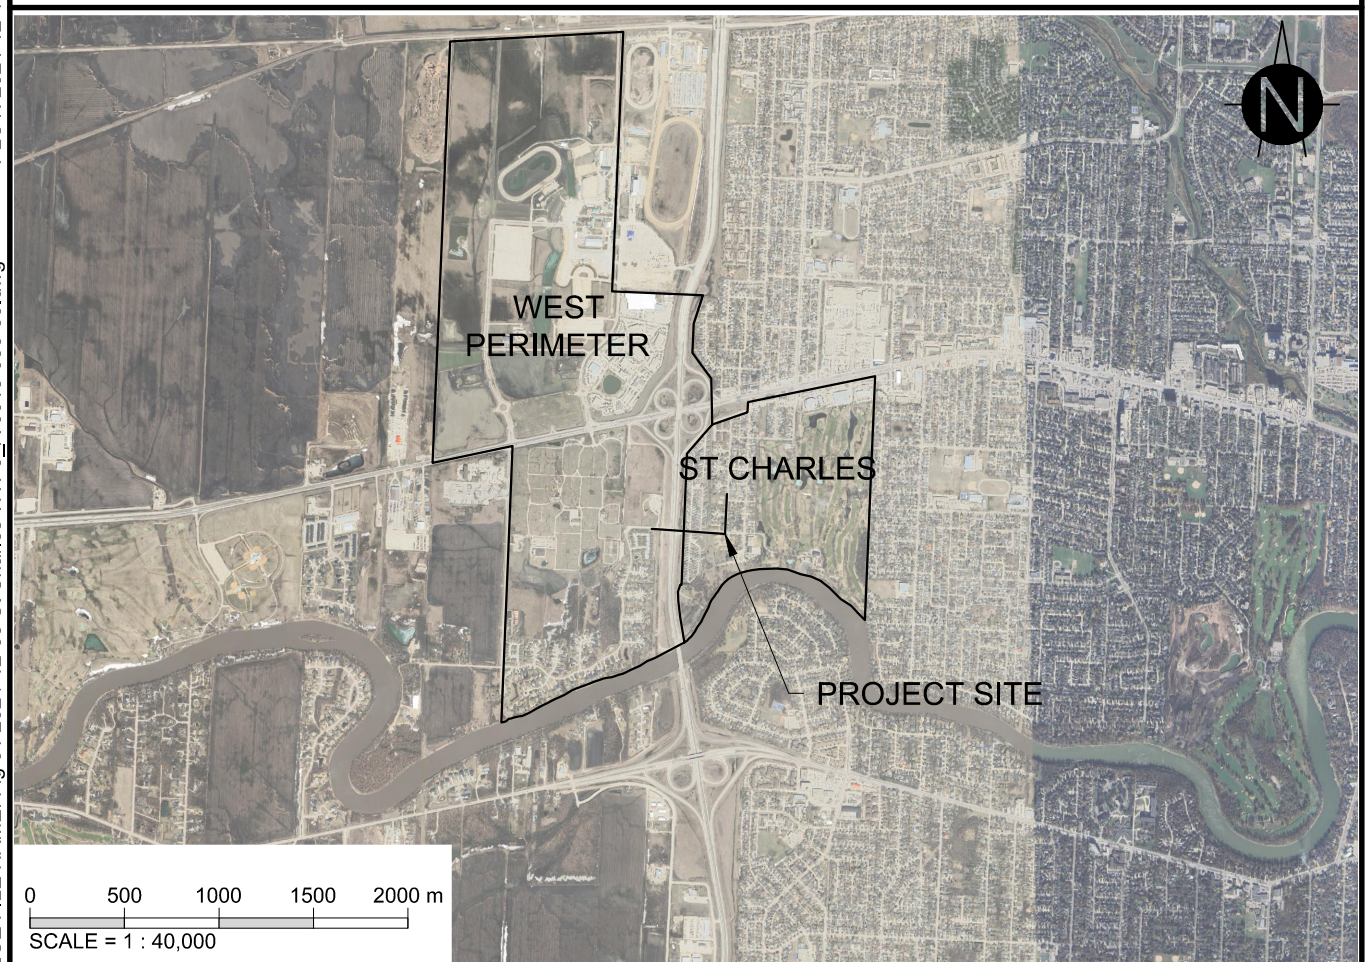 N
WEST
PERIMETER
ST CHARLES
PROJECT SITE
0 500 1000 1500 2000 m
SCALE = 1 : 40,000